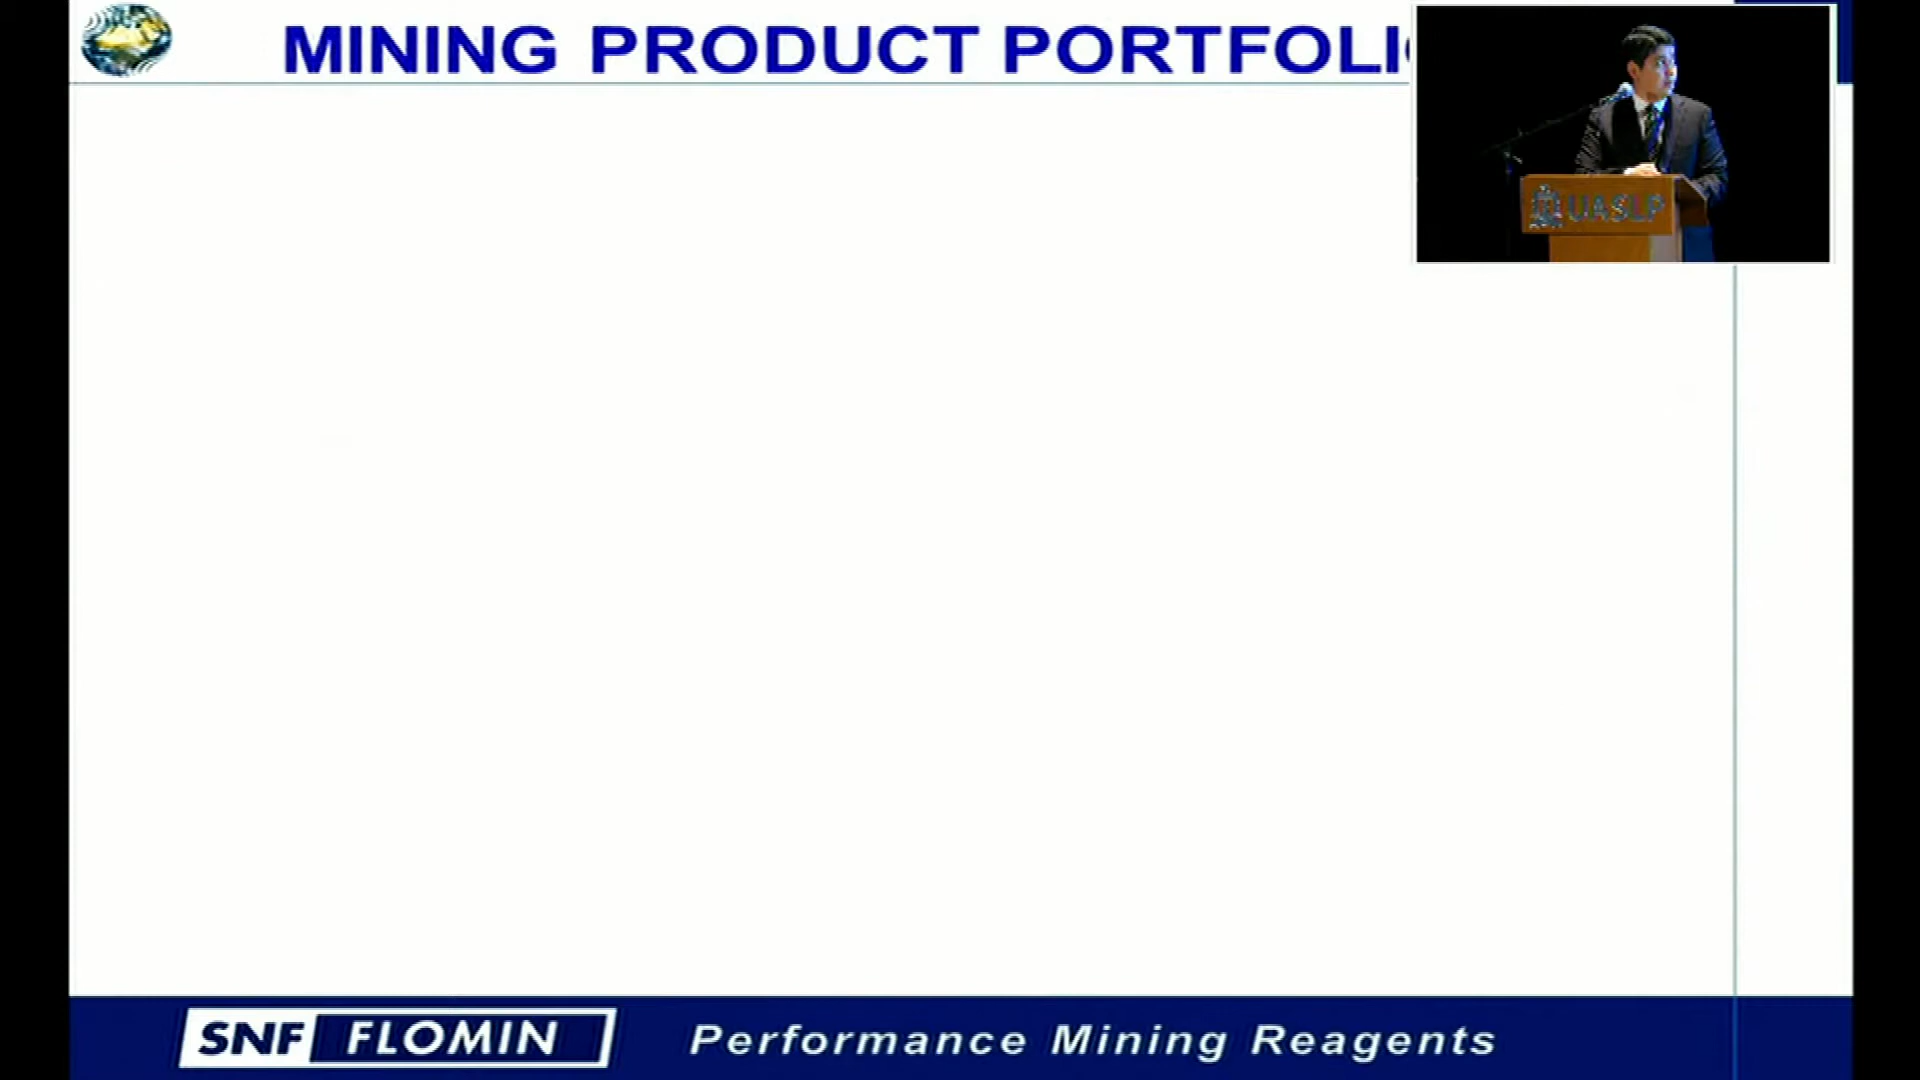 MINING PRODUCT PORTFOLI
UASLP
SNF FLOMIN
Performance Mining Reagents